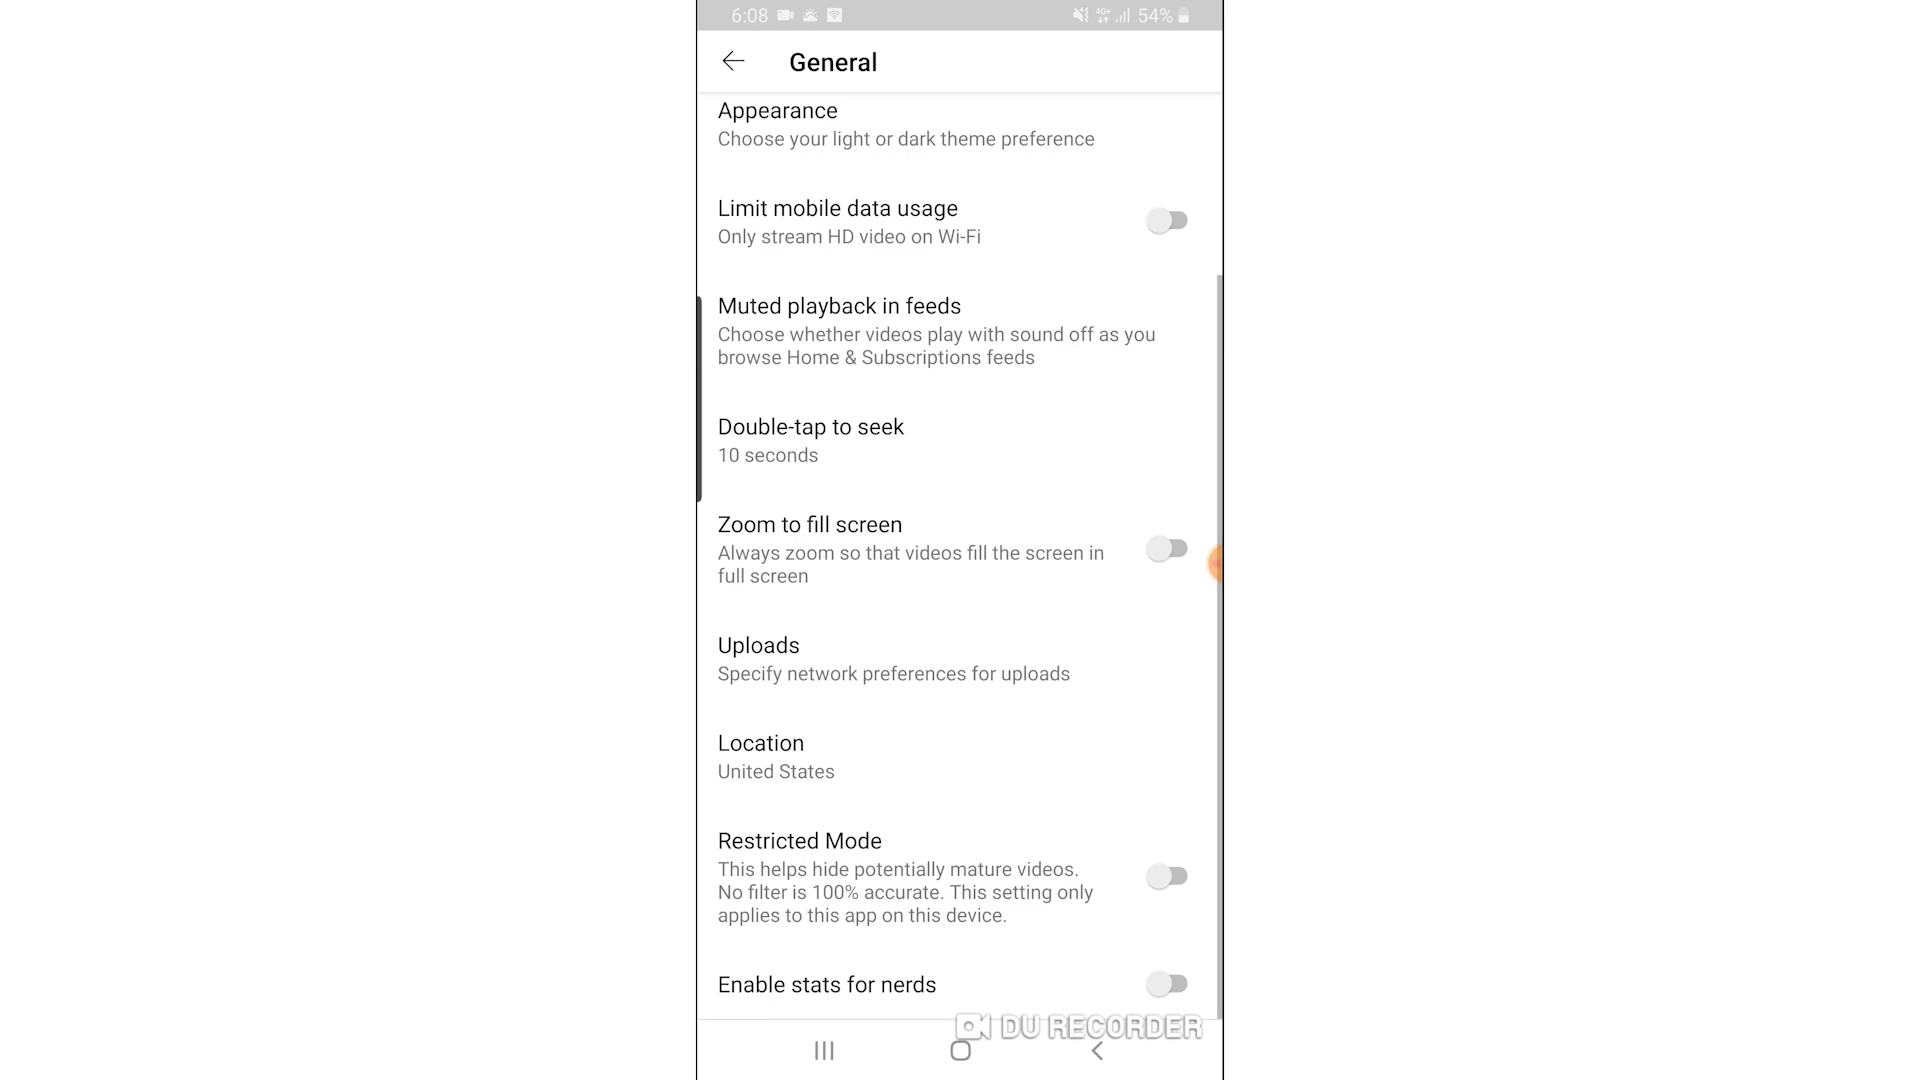 6:08
4G+ 54%
General
Appearance
Choose your light or dark theme preference
Limit mobile data usage
Only stream HD video on Wi-Fi
Muted playback in feeds
Choose whether videos play with sound off as you
browse Home & Subscriptions feeds
Double-tap to seek
10 seconds
Zoom to fill screen
Always zoom so that videos fill the screen in
full screen
Uploads
Specify network preferences for uploads
Location
United States
Restricted Mode
This helps hide potentially mature videos.
No filter is 100% accurate. This setting only
applies to this app on this device.
Enable stats for nerds
DU RECORDER